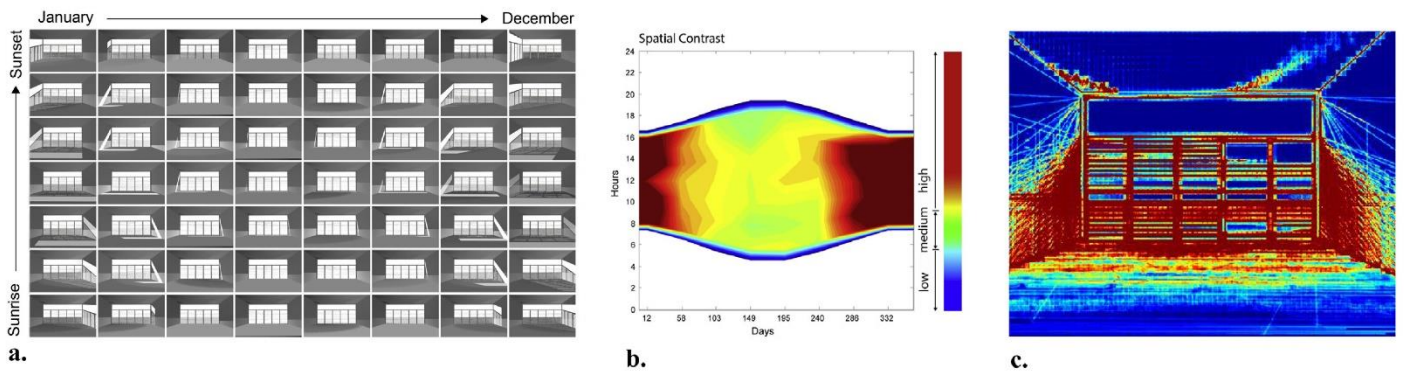 January
December
Sunset
Sunrise
a.
Spatial Contrast
24
22
20
18
16
14
12
10
8
6
4
2
0
Hours
12
58
103
149
195
240
286
332
Days
high
medium
low
b.
c.